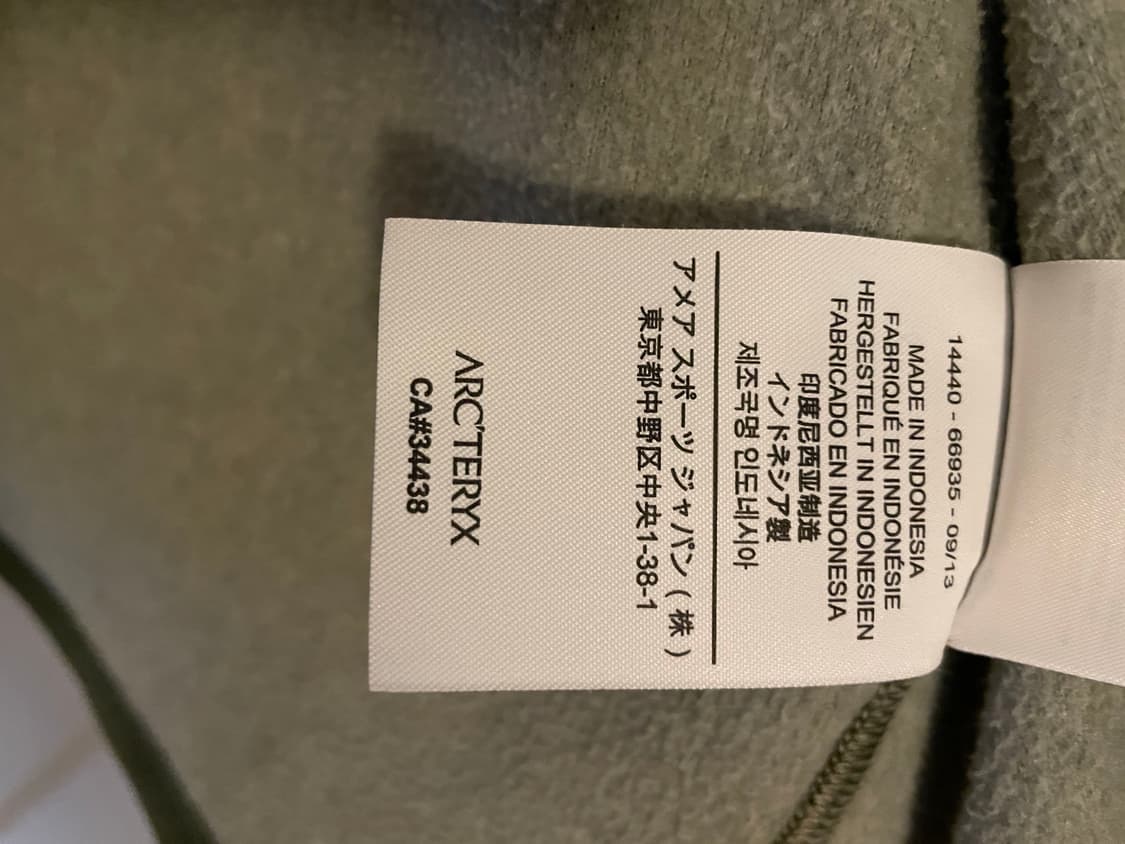 14440 - 66935 - 09/13
MADE IN INDONESIA
FABRIQUÉ EN INDONÉSIE
HERGESTELLT IN INDONESIEN
FABRICADO EN INDONESIA
印度尼西亚制造
インドネシア製
제조국명 인도네시아
アメア スポーツ ジャパン ( 株 )
東京都中野区中央1-38-1
ARC'TERYX
CA#34438